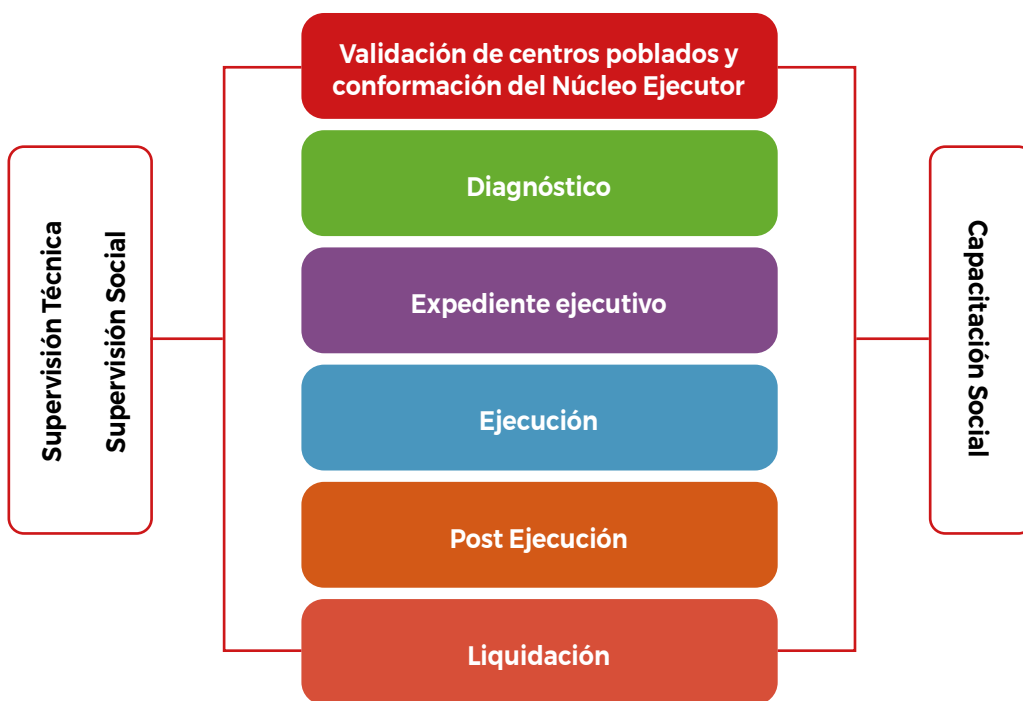 Validación de centros poblados y
conformación del Núcleo Ejecutor
Diagnóstico
Expediente ejecutivo
Ejecución
Post Ejecución
Liquidación
Supervisión Técnica
Supervisión Social
Capacitación Social